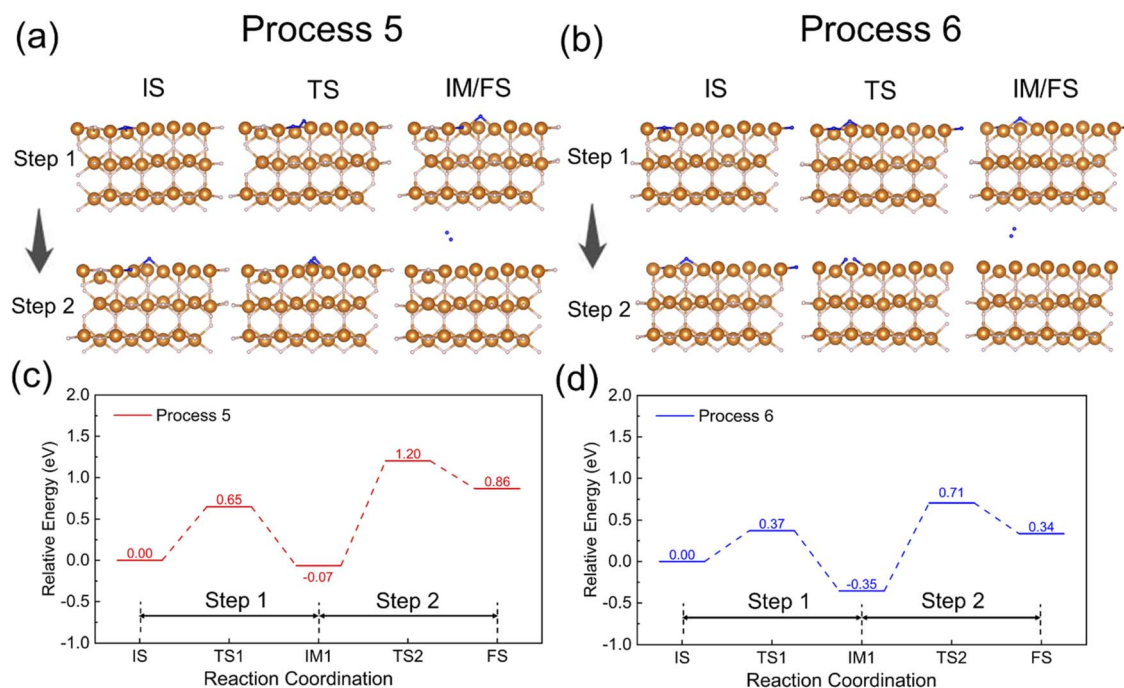 (a) Process 5
IS TS IM/FS
Step 1
Step 2
(b) Process 6
IS TS IM/FS
Step 1
Step 2
(c)
Process 5
Relative Energy (eV)
2.0
1.5
1.0
0.5
0.0
-0.5
-1.0
0.00
0.65
-0.07
1.20
0.86
Step 1 Step 2
IS TS1 IM1 TS2 FS
Reaction Coordination
(d)
Process 6
Relative Energy (eV)
2.0
1.5
1.0
0.5
0.0
-0.5
-1.0
0.00
0.37
-0.35
0.71
0.34
Step 1 Step 2
IS TS1 IM1 TS2 FS
Reaction Coordination